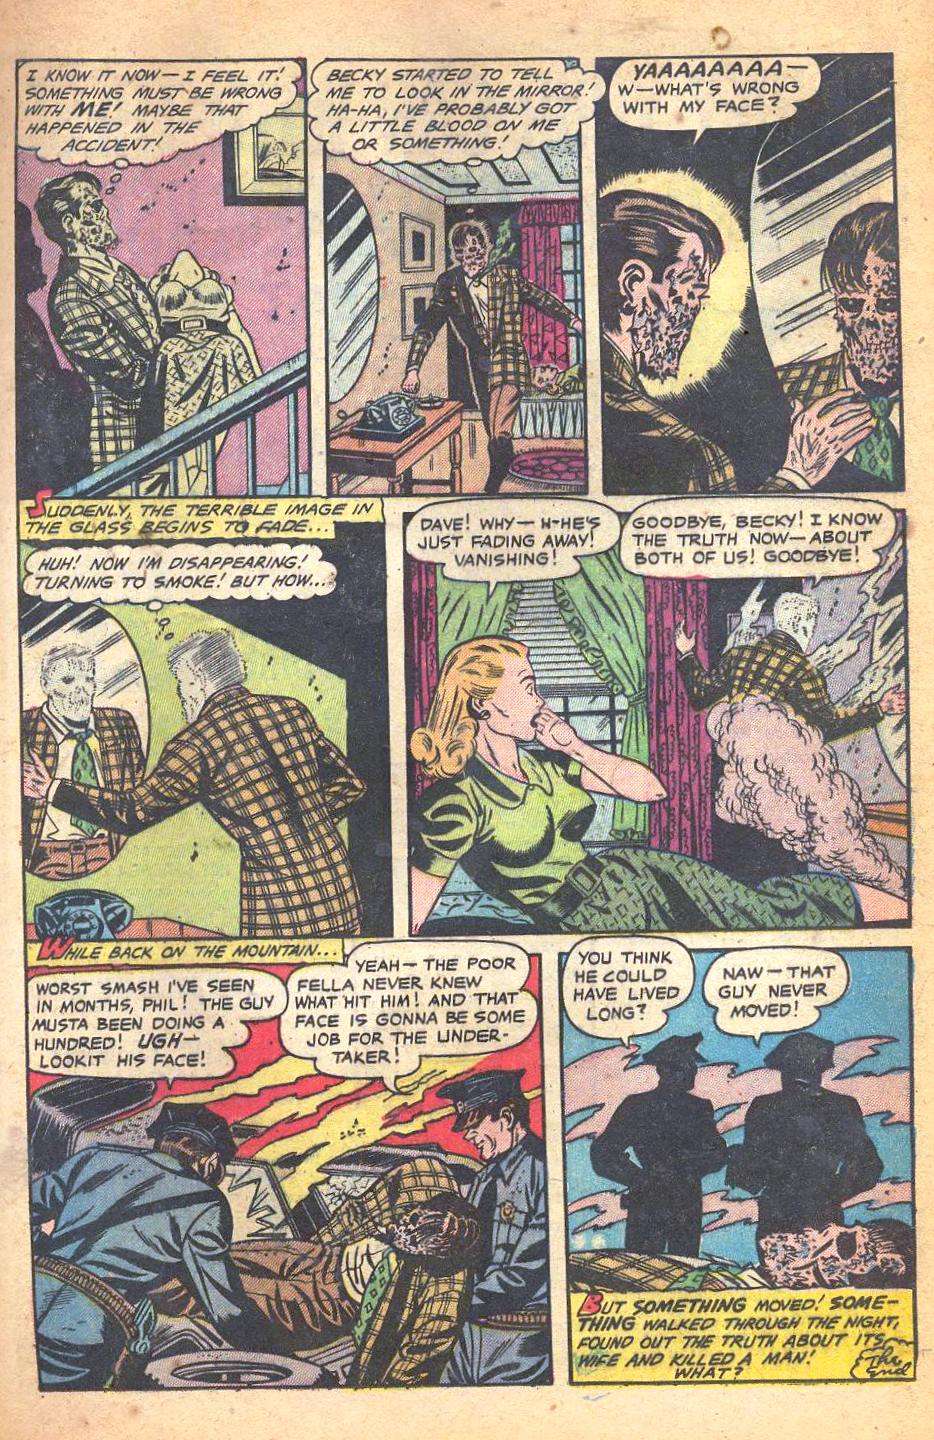 I KNOW IT NOW— I FEEL IT!
SOMETHING MUST BE WRONG
WITH ME! MAYBE THAT
HAPPENED IN THE
ACCIDENT!
BECKY STARTED TO TELL
ME TO LOOK IN THE MIRROR!
HA-HA, I'VE PROBABLY GOT
A LITTLE BLOOD ON ME
OR SOMETHING!
YAAAAAAAA—
W—WHAT'S WRONG
WITH MY FACE?
SUDDENLY, THE TERRIBLE IMAGE IN
THE GLASS BEGINS TO FADE...
HUH! NOW I'M DISAPPEARING!
TURNING TO SMOKE! BUT HOW...
DAVE! WHY— H-HE'S
JUST FADING AWAY!
VANISHING!
GOODBYE, BECKY! I KNOW
THE TRUTH NOW—ABOUT
BOTH OF US! GOODBYE!
WHILE BACK ON THE MOUNTAIN...
WORST SMASH I'VE SEEN
IN MONTHS, PHIL! THE GUY
MUSTA BEEN DOING A
HUNDRED! UGH—
LOOKIT HIS FACE!
YEAH— THE POOR
FELLA NEVER KNEW
WHAT HIT HIM! AND THAT
FACE IS GONNA BE SOME
JOB FOR THE UNDER-
TAKER!
YOU THINK
HE COULD
HAVE LIVED
LONG?
NAW— THAT
GUY NEVER
MOVED!
BUT SOMETHING MOVED! SOME-
THING WALKED THROUGH THE NIGHT,
FOUND OUT THE TRUTH ABOUT ITS
WIFE AND KILLED A MAN!
WHAT?
The
End